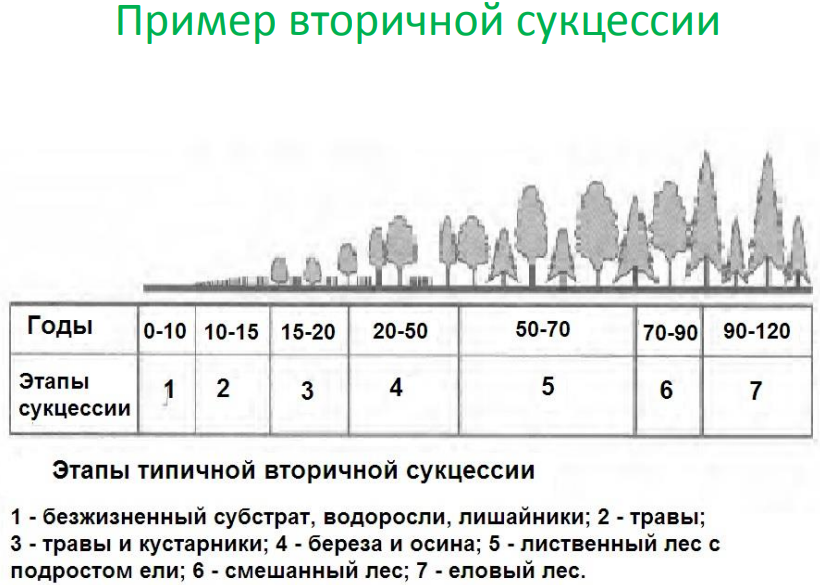 Пример вторичной сукцессии
Годы 0-10 10-15 15-20 20-50 50-70 70-90 90-120
Этапы
сукцессии 1 2 3 4 5 6 7
Этапы типичной вторичной сукцессии
1 - безжизненный субстрат, водоросли, лишайники; 2 - травы;
3 - травы и кустарники; 4 - береза и осина; 5 - лиственный лес с
подростом ели; 6 - смешанный лес; 7 - еловый лес.